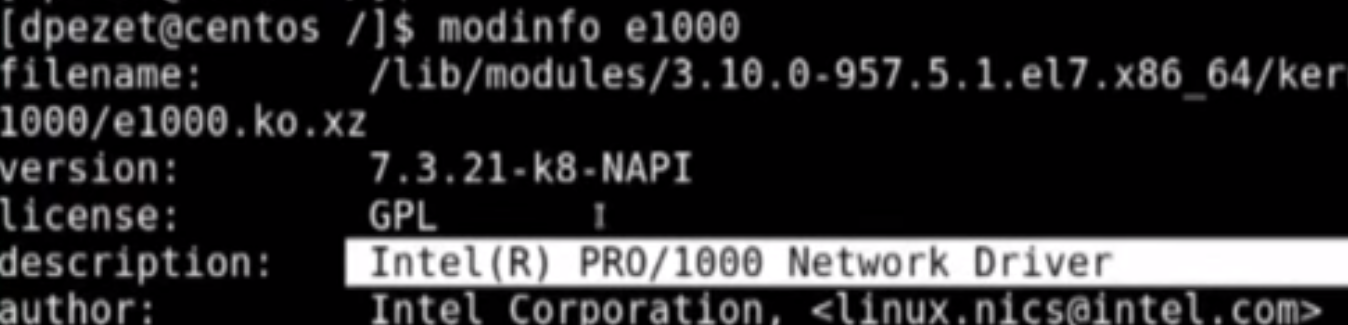 [dpezet@centos /]$ modinfo e1000
filename:       /lib/modules/3.10.0-957.5.1.el7.x86_64/ker
1000/e1000.ko.xz
version:        7.3.21-k8-NAPI
license:        GPL
description:    Intel(R) PRO/1000 Network Driver
author:         Intel Corporation, <linux.nics@intel.com>